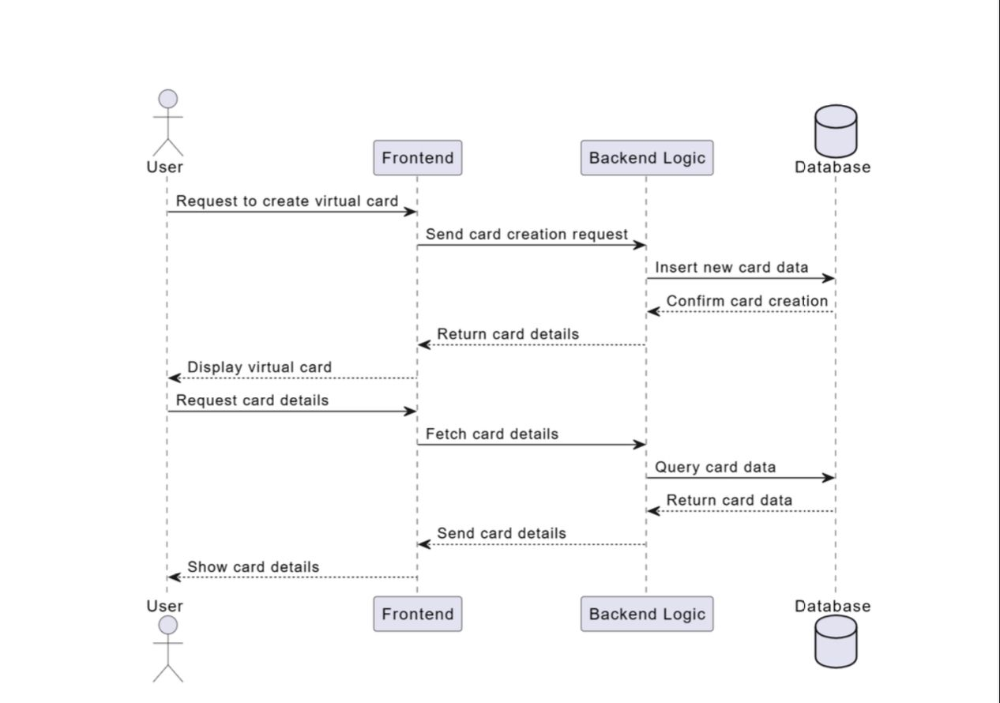 User
Frontend
Backend Logic
Database
Request to create virtual card
Send card creation request
Insert new card data
Confirm card creation
Return card details
Display virtual card
Request card details
Fetch card details
Query card data
Return card data
Send card details
Show card details
User
Frontend
Backend Logic
Database